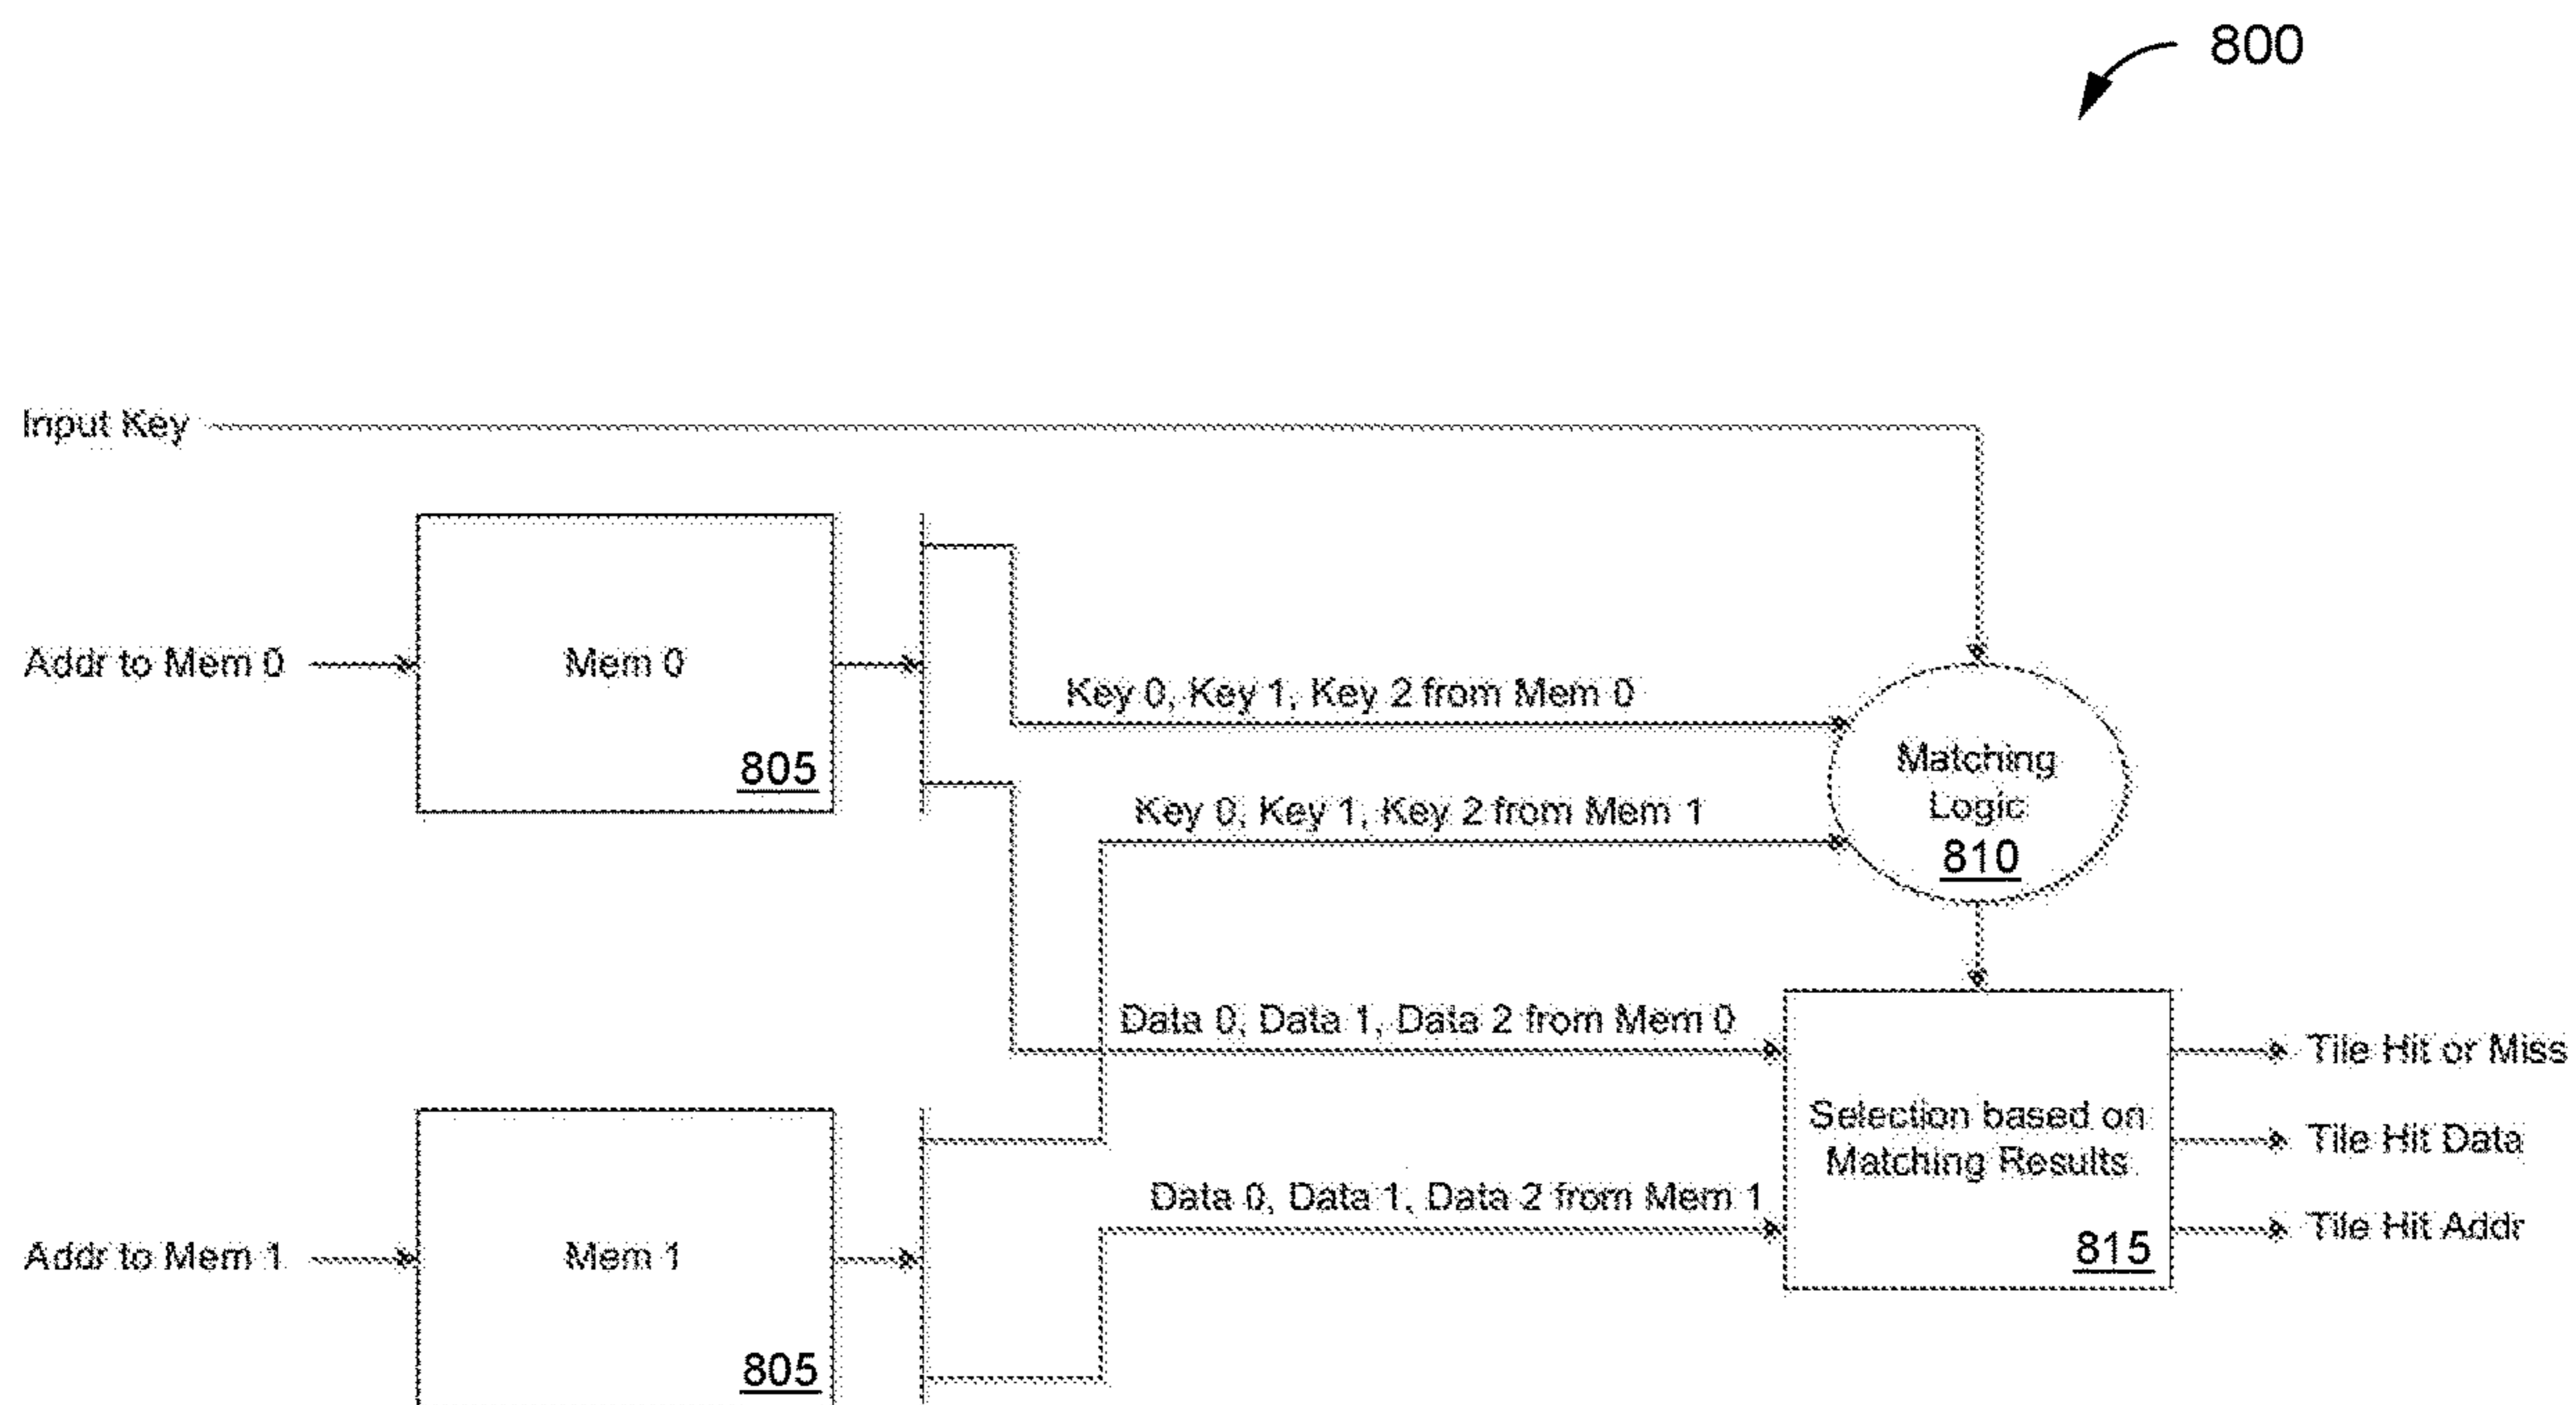 800
Input Key
Addr to Mem 0
Mem 0
805
Key 0, Key 1, Key 2 from Mem 0
Matching
Logic
810
Key 0, Key 1, Key 2 from Mem 1
Data 0, Data 1, Data 2 from Mem 0
Addr to Mem 1
Mem 1
805
Data 0, Data 1, Data 2 from Mem 1
Selection based on
Matching Results
815
Tile Hit or Miss
Tile Hit Data
Tile Hit Addr